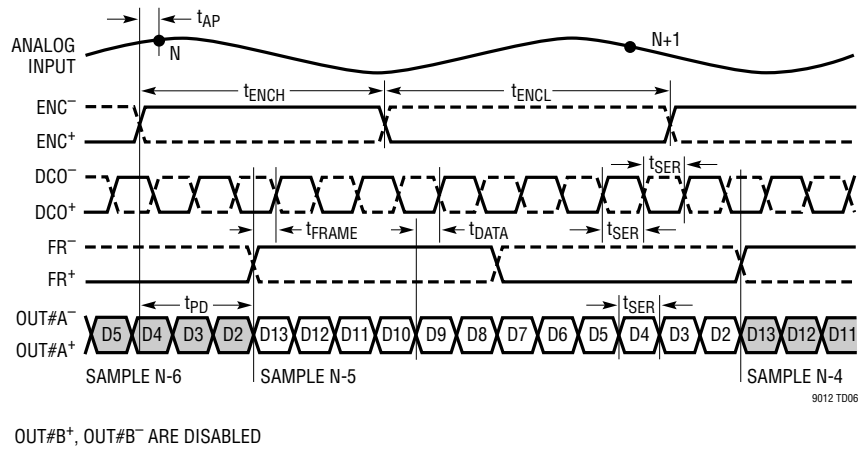 tAP
ANALOG INPUT
N
N+1
tENCH
tENCL
ENC–
ENC+
DCO–
DCO+
tSER
tFRAME
tDATA
tSER
FR–
FR+
tPD
tSER
OUT#A–
OUT#A+
D5 D4 D3 D2 D13 D12 D11 D10 D9 D8 D7 D6 D5 D4 D3 D2 D13 D12 D11
SAMPLE N-6 SAMPLE N-5 SAMPLE N-4
9012 TD06
OUT#B+, OUT#B– ARE DISABLED